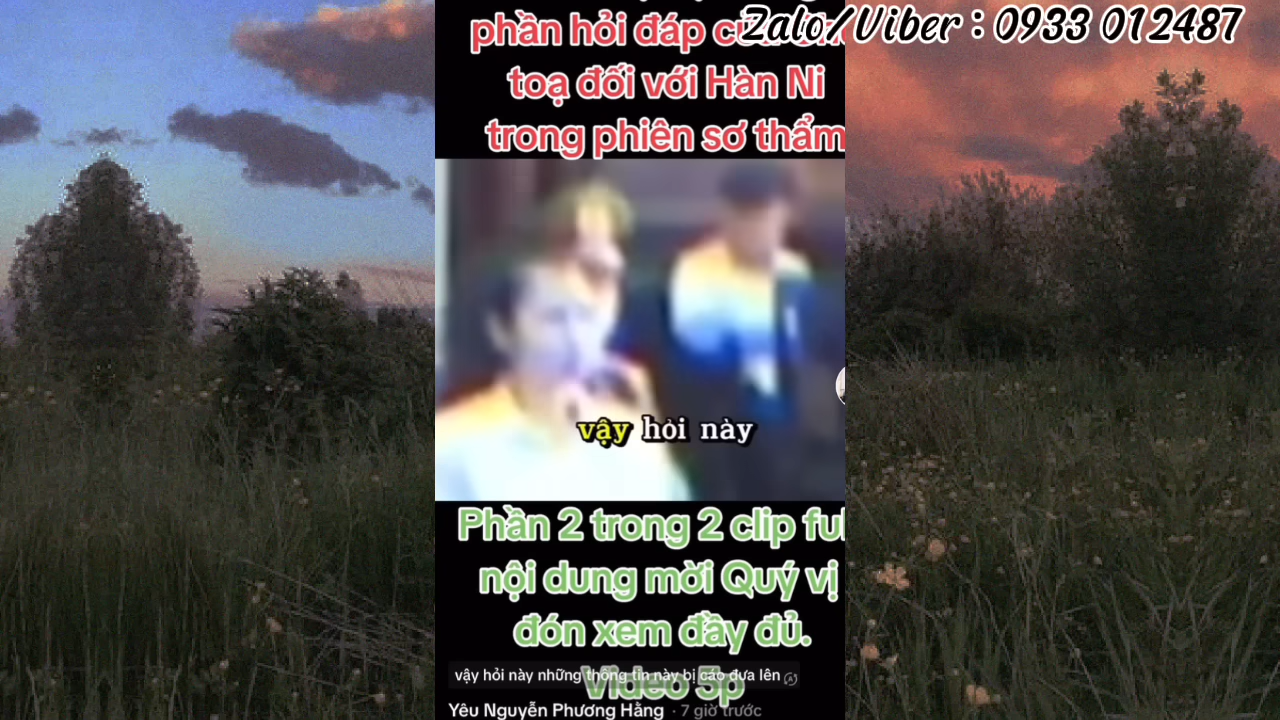 Zalo/Viber : 0933 012487
phần hỏi đáp của
toạ đối với Hàn Ni
trong phiên sơ thẩm
vậy hỏi này
Phần 2 trong 2 clip ful
nội dung mời Quý vị
đón xem đầy đủ.
vậy hỏi này những thông tin này bị cáo đưa lên
Video 5p
Yêu Nguyễn Phương Hằng · 7 giờ trước